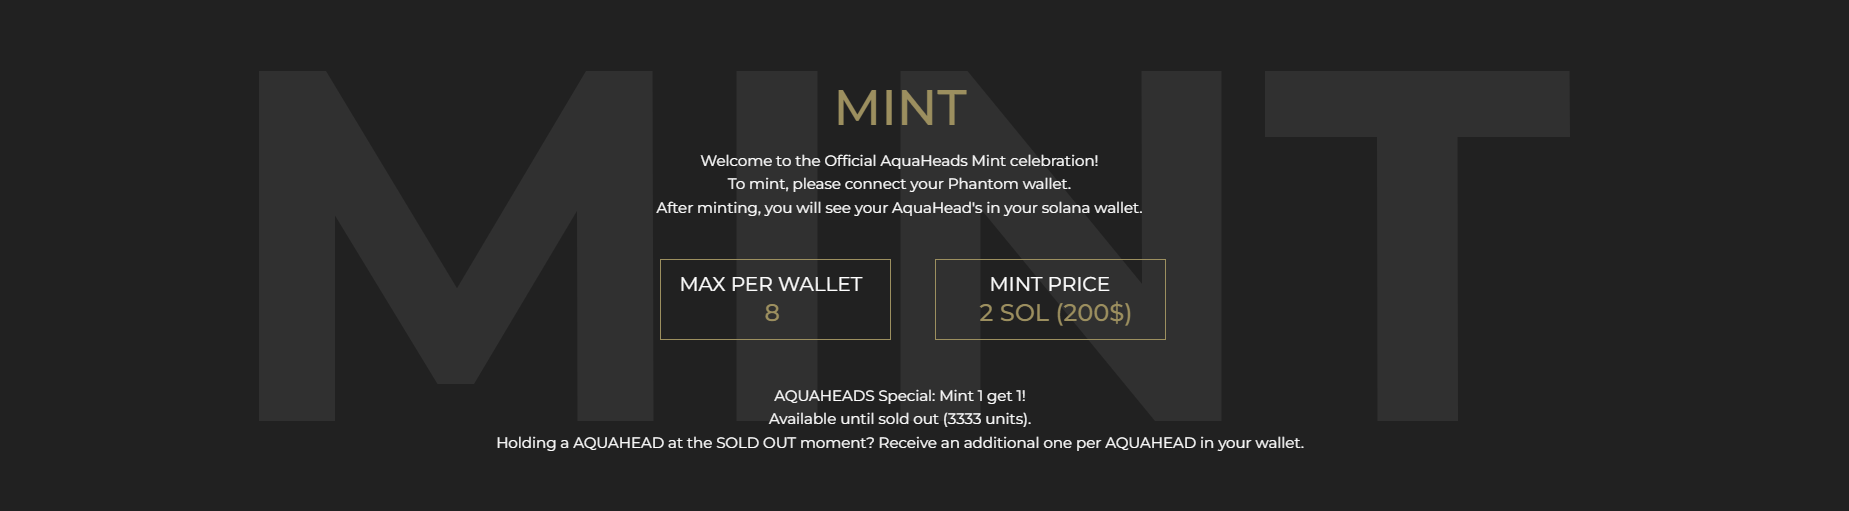 MINT
MINT
Welcome to the Official AquaHeads Mint celebration!
To mint, please connect your Phantom wallet.
After minting, you will see your AquaHead's in your solana wallet.
MAX PER WALLET
8
MINT PRICE
2 SOL (200$)
AQUAHEADS Special: Mint 1 get 1!
Available until sold out (3333 units).
Holding a AQUAHEAD at the SOLD OUT moment? Receive an additional one per AQUAHEAD in your wallet.